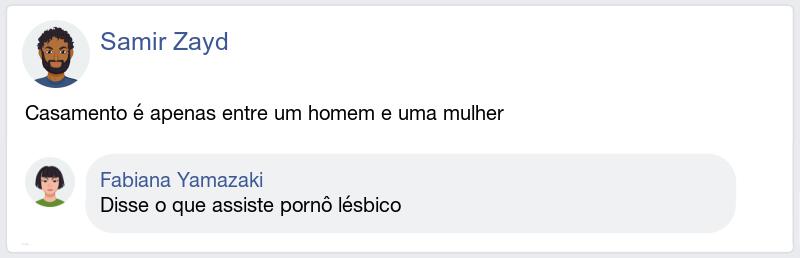 Samir Zayd
Casamento é apenas entre um homem e uma mulher
Fabiana Yamazaki
Disse o que assiste pornô lésbico